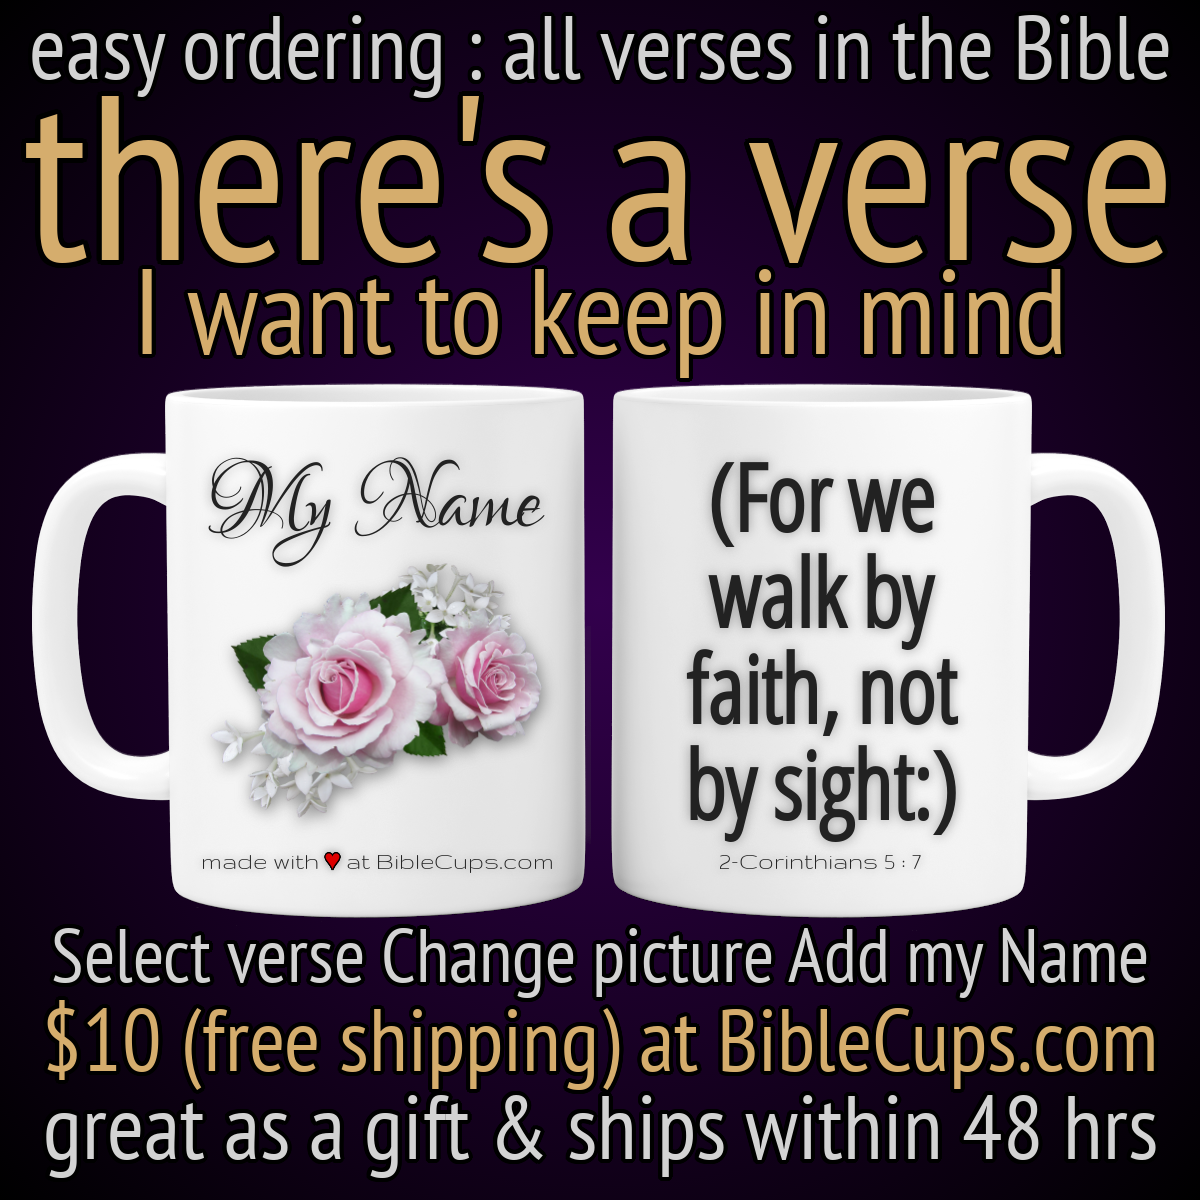 easy ordering : all verses in the Bible
there's a verse
I want to keep in mind
My Name
made with ♥ at BibleCups.com
(For we
walk by
faith, not
by sight:)
2-Corinthians 5 : 7
Select verse Change picture Add my Name
$10 (free shipping) at BibleCups.com
great as a gift & ships within 48 hrs